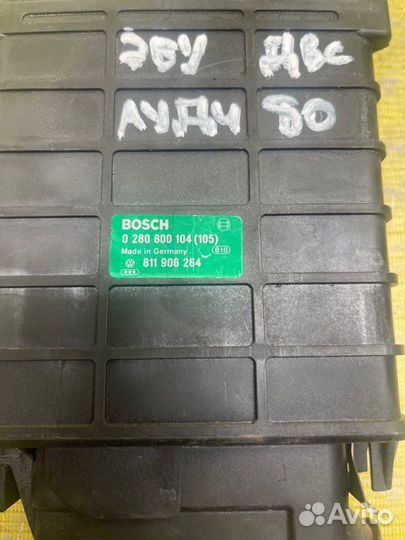 ЭБУ ДВС
АУДИ 80
BOSCH
0 280 800 104 (105)
Made in Germany 810
811 906 264
Avito